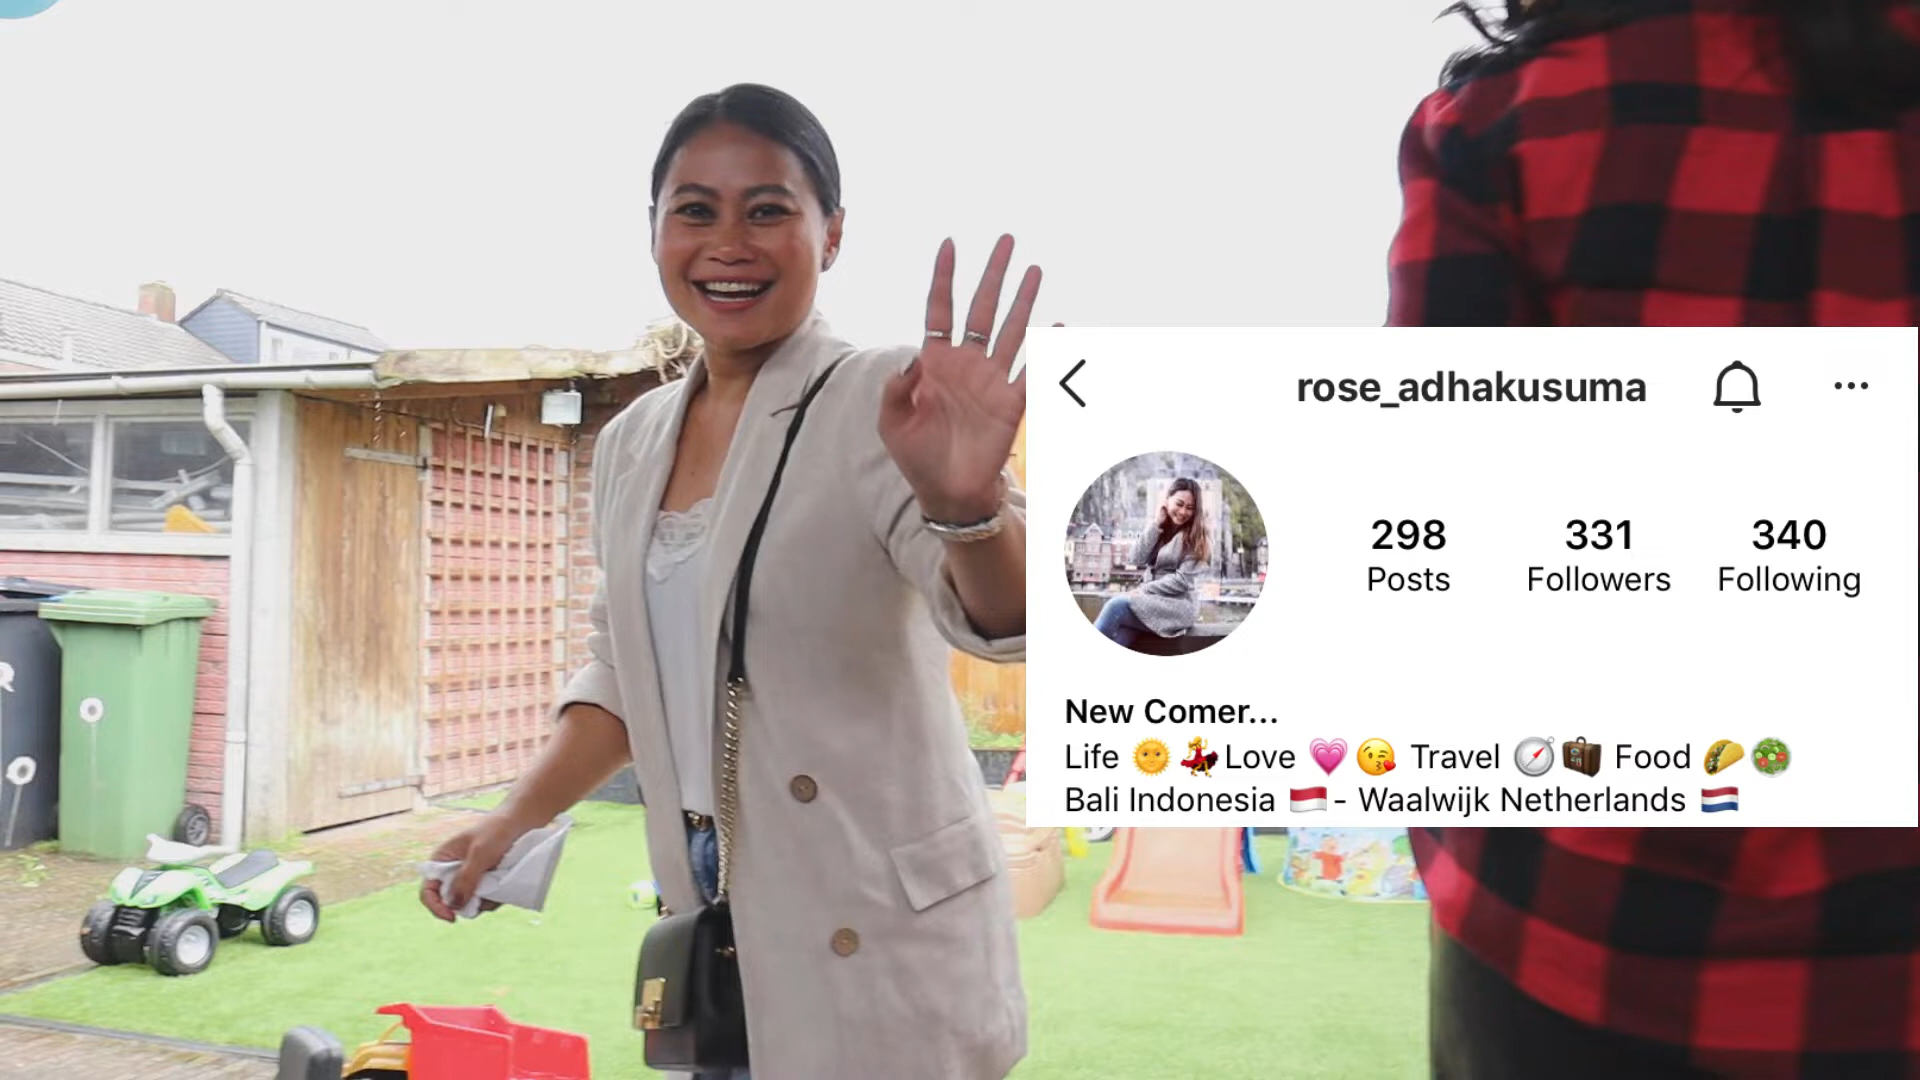 rose_adhakusuma
298 331 340
Posts Followers Following
New Comer...
Life 🌞 💃Love 💗😘 Travel 🧭🧳 Food 🌮🥗
Bali Indonesia 🇮🇩- Waalwijk Netherlands 🇳🇱
R